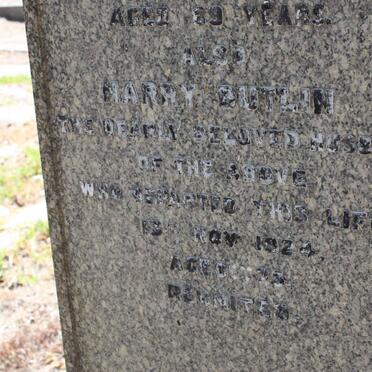 AGED 69 YEARS.
ALSO
HARRY BUTLIN
THE DEARLY BELOVED HUSB
OF THE ABOVE
WHO DEPARTED THIS LIF
NOV 1924,
AGED
REUNITED.